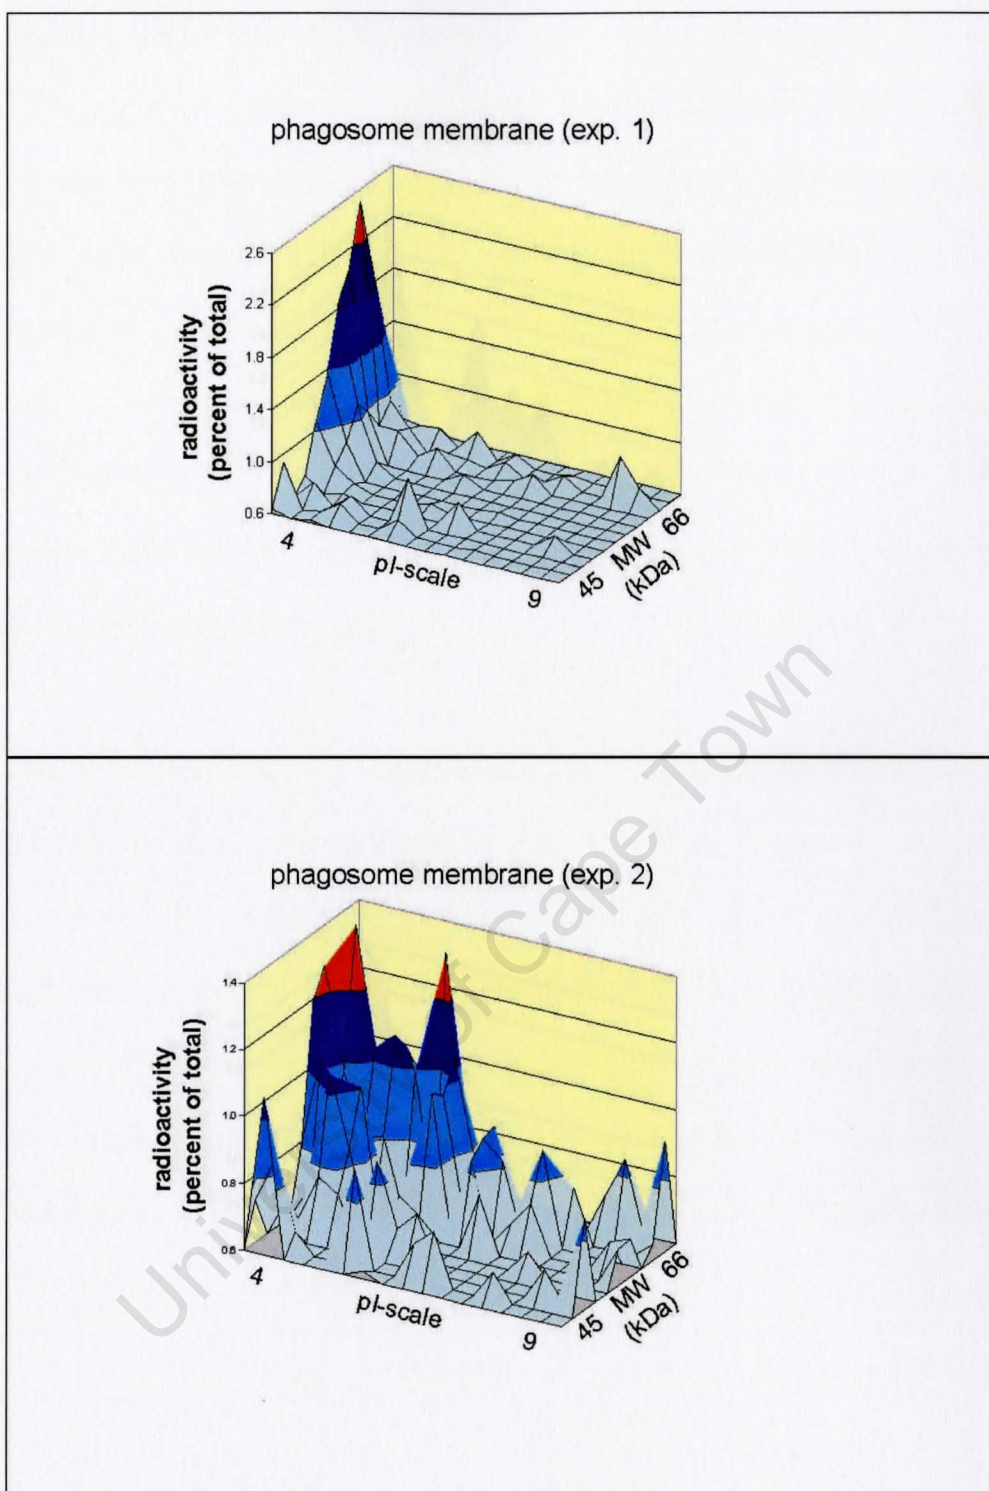 phagosome membrane (exp. 1)
radioactivity
(percent of total)
2.6
2.2
1.8
1.4
1.0
0.6
4
pI-scale
9
45 MW 66
(kDa)
phagosome membrane (exp. 2)
radioactivity
(percent of total)
1.4
1.2
1.0
0.8
0.6
4
pI-scale
9
45 MW 66
(kDa)
University of Cape Town